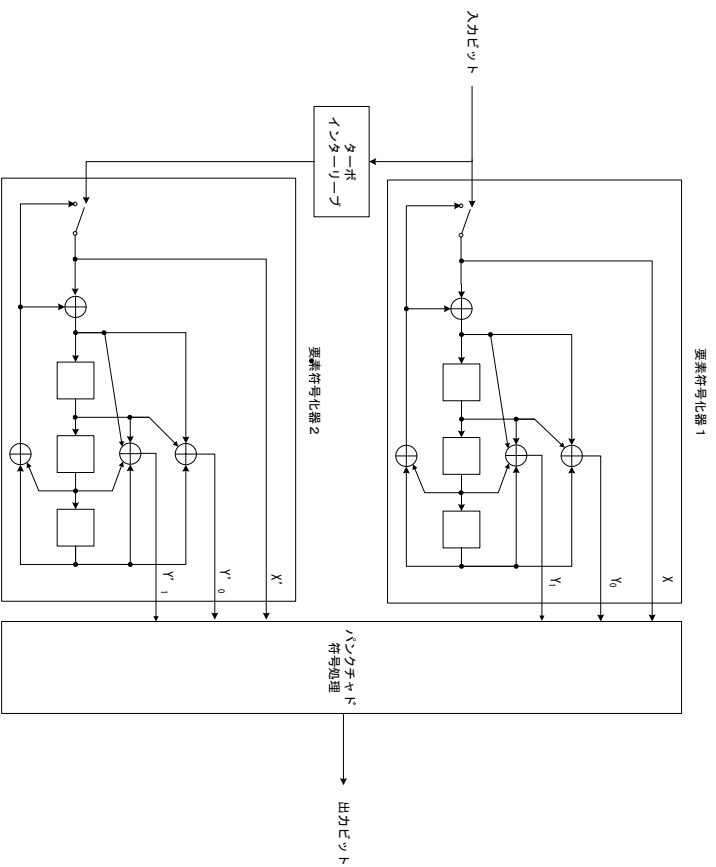 要素符号化器 1
X
Y0
Y1
入力ビット
ターボ
インターリーブ
要素符号化器 2
X'
Y'0
Y'1
パンクチャド
符号処理
出力ビット